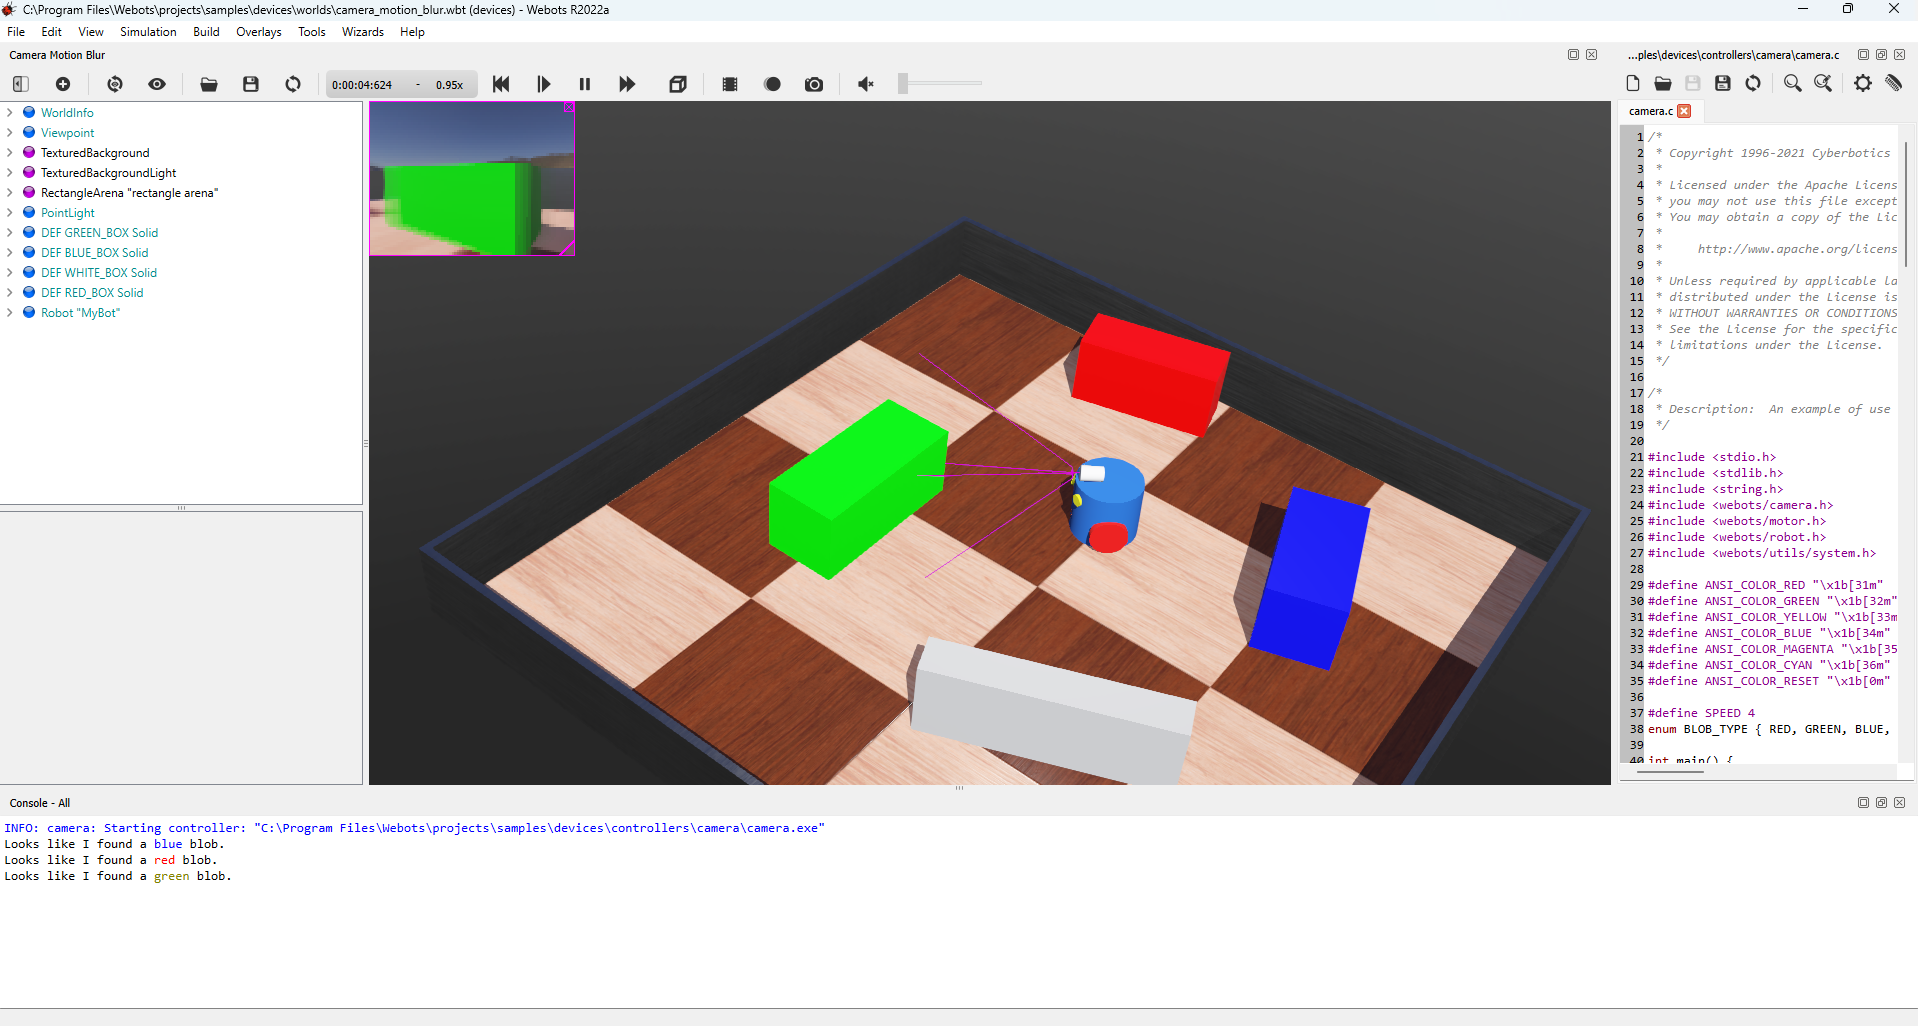 C:\Program Files\Webots\projects\samples\devices\worlds\camera_motion_blur.wbt (devices) - Webots R2022a
File Edit View Simulation Build Overlays Tools Wizards Help
Camera Motion Blur
0:00:04:624 - 0.95x
WorldInfo
Viewpoint
TexturedBackground
TexturedBackgroundLight
RectangleArena "rectangle arena"
PointLight
DEF GREEN_BOX Solid
DEF BLUE_BOX Solid
DEF WHITE_BOX Solid
DEF RED_BOX Solid
Robot "MyBot"
...ples\devices\controllers\camera\camera.c
camera.c
1 /*
2 * Copyright 1996-2021 Cyberbotics
3 *
4 * Licensed under the Apache Licens
5 * you may not use this file except
6 * You may obtain a copy of the Lic
7 *
8 * http://www.apache.org/licens
9 *
10 * Unless required by applicable la
11 * distributed under the License is
12 * WITHOUT WARRANTIES OR CONDITIONS
13 * See the License for the specific
14 * limitations under the License.
15 */
16
17 /*
18 * Description: An example of use
19 */
20
21 #include <stdio.h>
22 #include <stdlib.h>
23 #include <string.h>
24 #include <webots/camera.h>
25 #include <webots/motor.h>
26 #include <webots/robot.h>
27 #include <webots/utils/system.h>
28
29 #define ANSI_COLOR_RED "\x1b[31m"
30 #define ANSI_COLOR_GREEN "\x1b[32m"
31 #define ANSI_COLOR_YELLOW "\x1b[33m
32 #define ANSI_COLOR_BLUE "\x1b[34m"
33 #define ANSI_COLOR_MAGENTA "\x1b[35
34 #define ANSI_COLOR_CYAN "\x1b[36m"
35 #define ANSI_COLOR_RESET "\x1b[0m"
36
37 #define SPEED 4
38 enum BLOB_TYPE { RED, GREEN, BLUE,
39
40 int main() {
Console - All
INFO: camera: Starting controller: "C:\Program Files\Webots\projects\samples\devices\controllers\camera\camera.exe"
Looks like I found a blue blob.
Looks like I found a red blob.
Looks like I found a green blob.